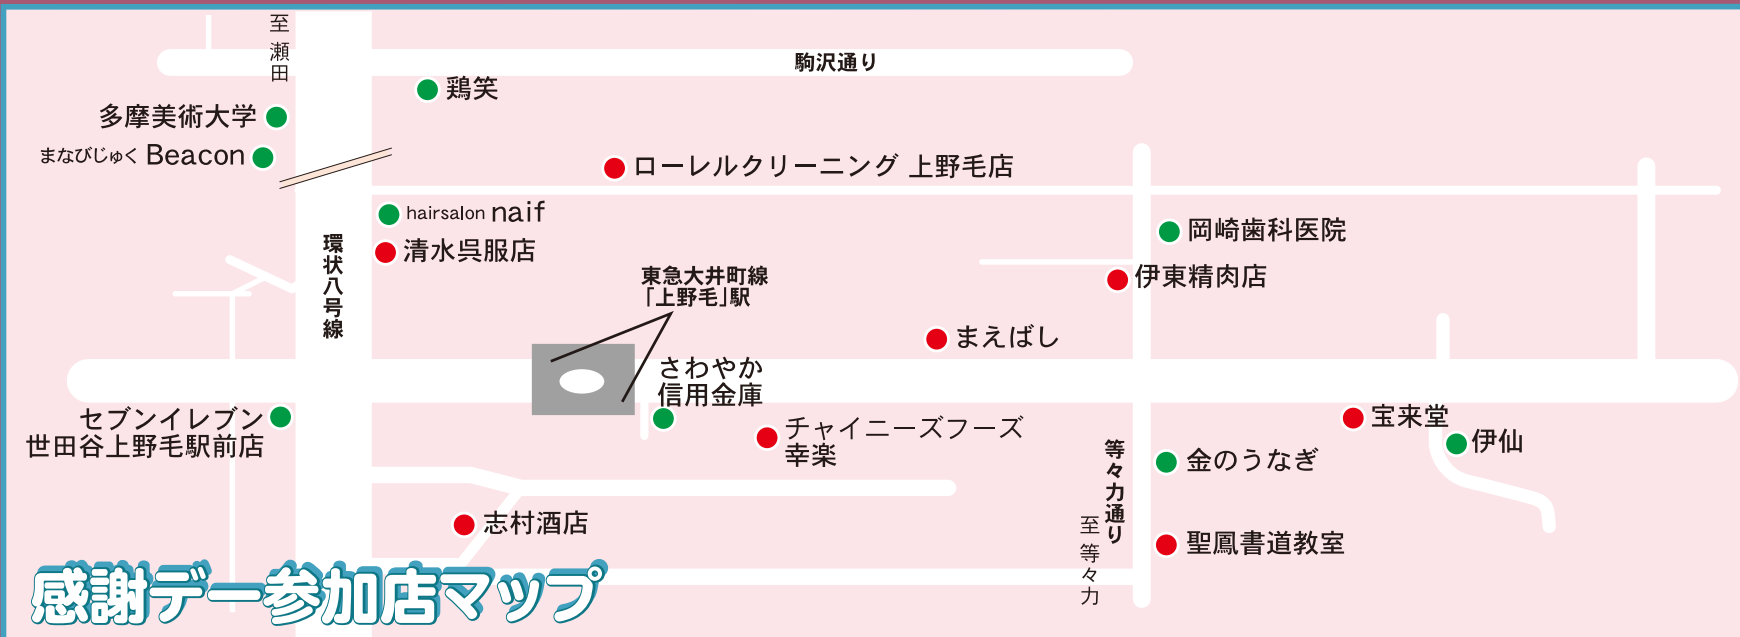 至 瀬田
駒沢通り
鶏笑
多摩美術大学
まなびじゅく Beacon
ローレルクリーニング 上野毛店
hairsalon naif
清水呉服店
環状八号線
岡崎歯科医院
伊東精肉店
東急大井町線
「上野毛」駅
まえばし
さわやか
信用金庫
セブンイレブン
世田谷上野毛駅前店
チャイニーズフーズ
幸楽
宝来堂
伊仙
等々力通り
至 等々力
金のうなぎ
志村酒店
聖鳳書道教室
感謝デー参加店マップ